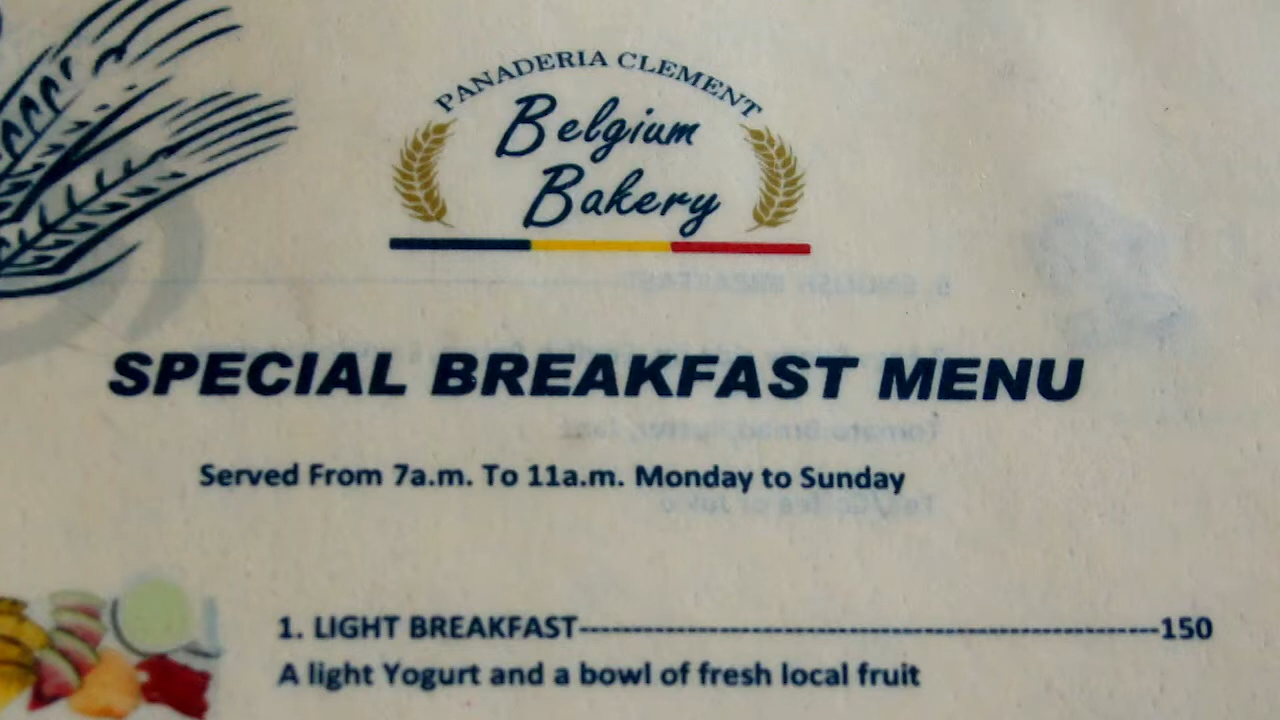 PANADERIA CLEMENT
Belgium
Bakery
SPECIAL BREAKFAST MENU
Served From 7a.m. To 11a.m. Monday to Sunday
1. LIGHT BREAKFAST------------------------------------------------------150
A light Yogurt and a bowl of fresh local fruit